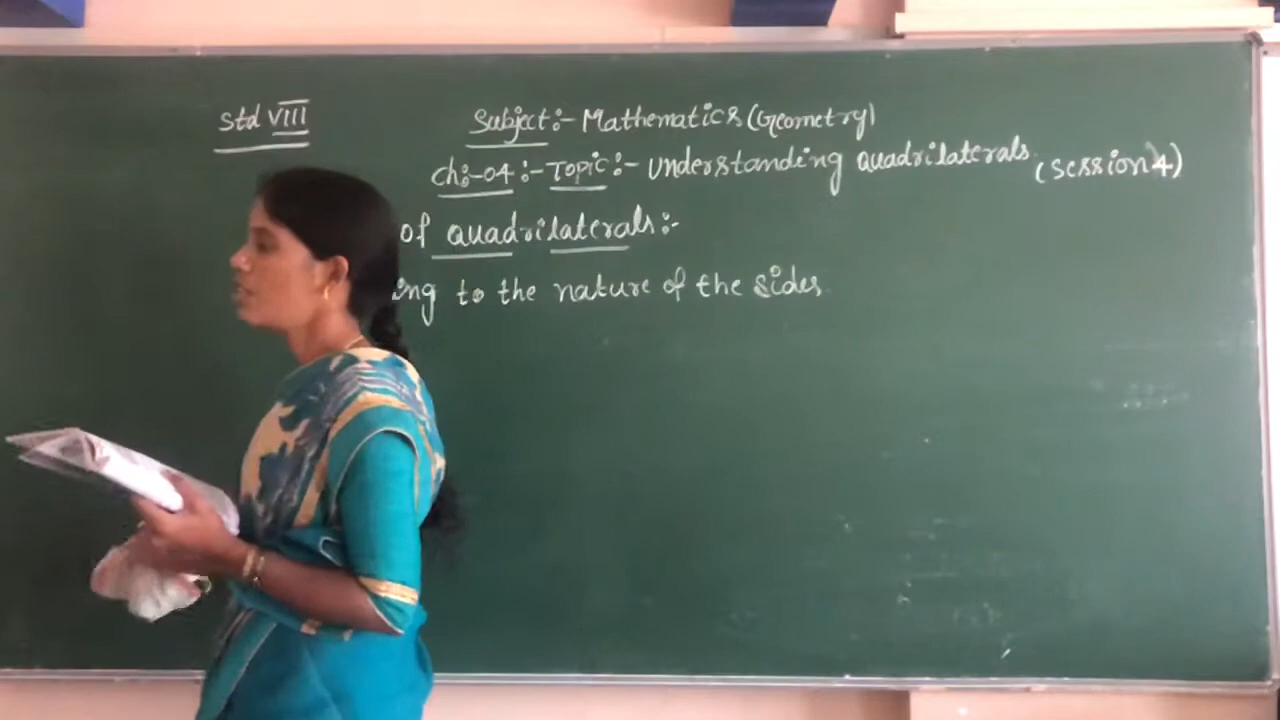 Std VIII
Subject:- Mathematics (Geometry)
Ch:-04:- Topic:- Understanding quadrilaterals (Session 4)
of quadrilaterals:-
ing to the nature of the sides